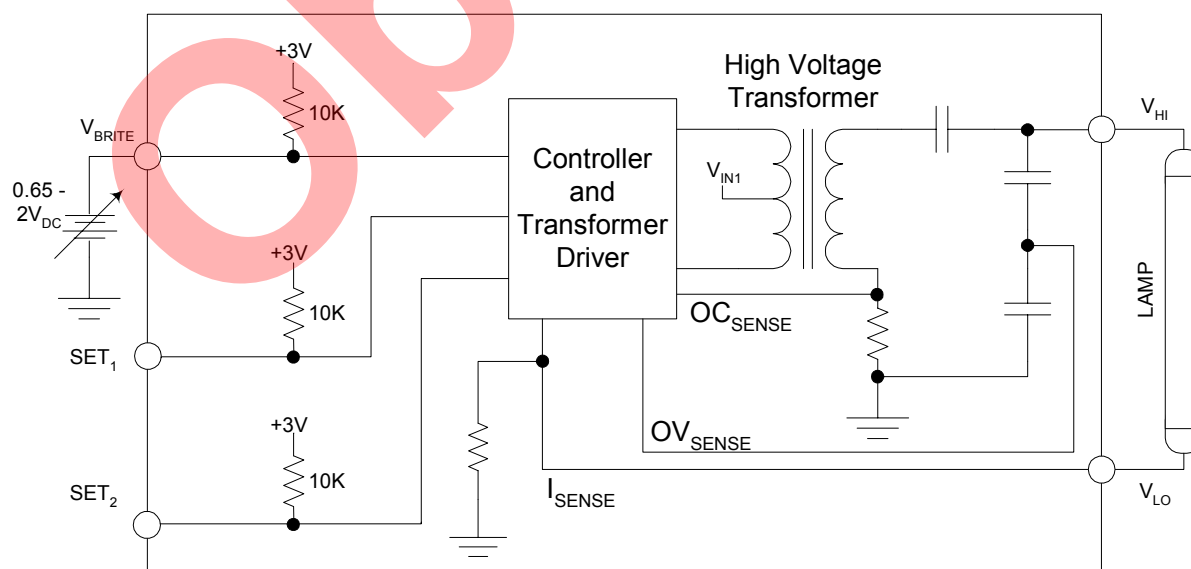 +3V
10K
V_BRITE
0.65 -
2V_DC
+3V
10K
SET_1
+3V
10K
SET_2
Controller
and
Transformer
Driver
High Voltage
Transformer
V_IN1
OC_SENSE
OV_SENSE
I_SENSE
V_HI
LAMP
V_LO